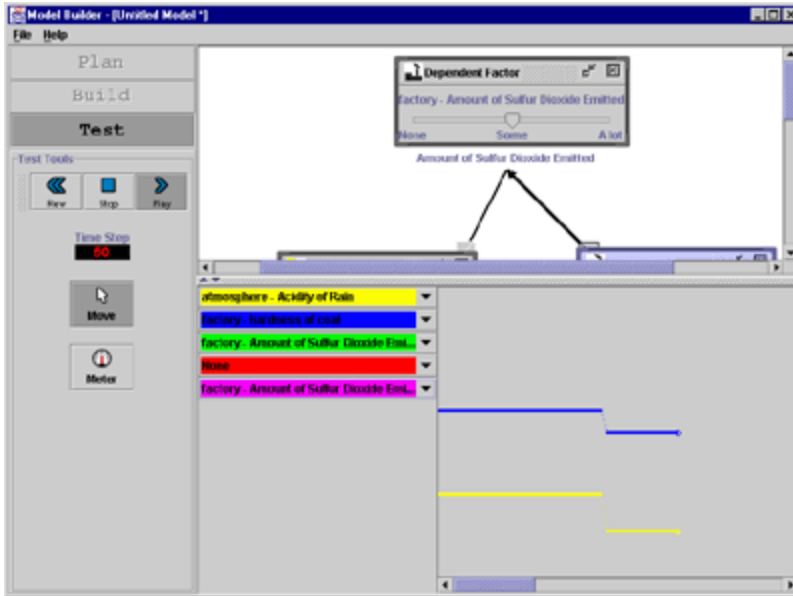 Model Builder - [Untitled Model *]
File Help
Plan
Build
Test
Test Tools
New Stop Play
Time Step
60
Move
Meter
Dependent Factor
factory - Amount of Sulfur Dioxide Emitted
None Some A lot
Amount of Sulfur Dioxide Emitted
atmosphere - Acidity of Rain
factory - hardness of coal
factory - Amount of Sulfur Dioxide Emi...
None
factory - Amount of Sulfur Dioxide Emi...